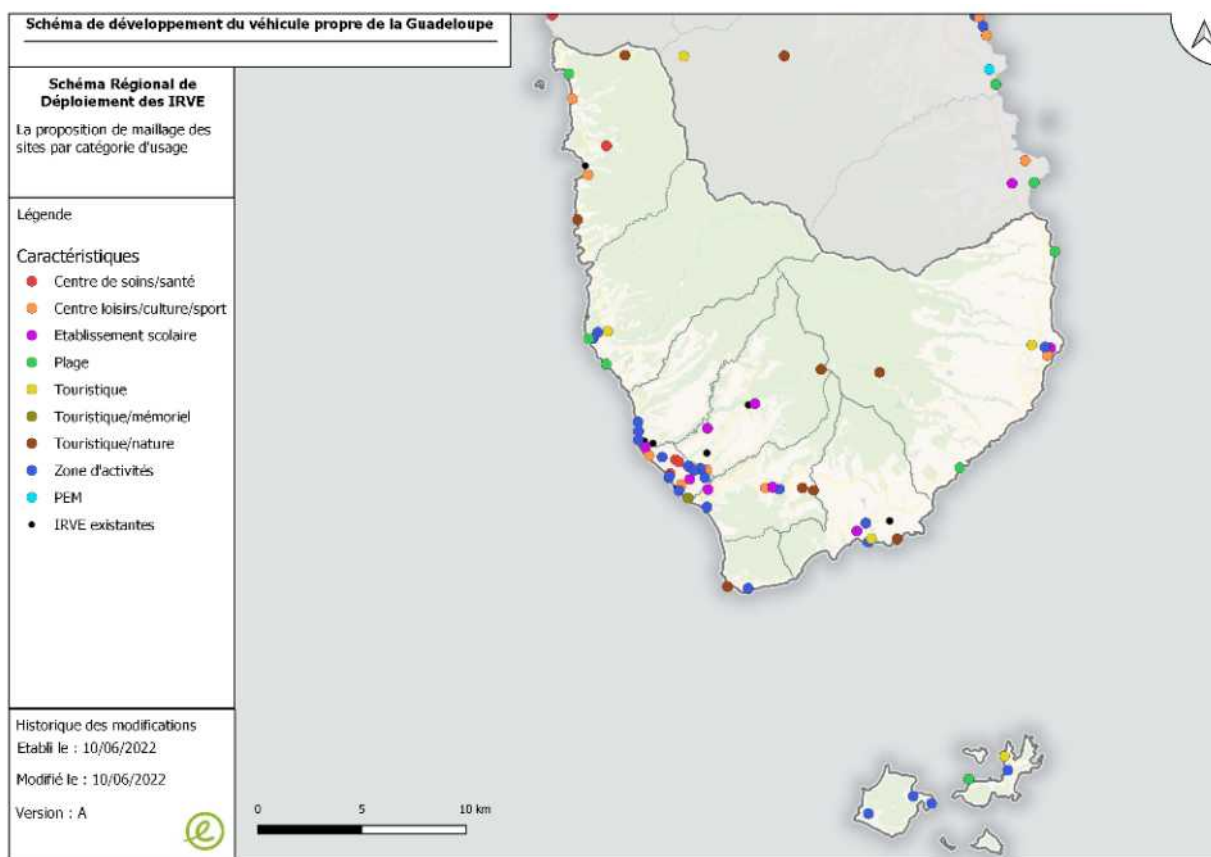 Schéma de développement du véhicule propre de la Guadeloupe
Schéma Régional de
Déploiement des IRVE
La proposition de maillage des
sites par catégorie d'usage
Légende
Caractéristiques
Centre de soins/santé
Centre loisirs/culture/sport
Etablissement scolaire
Plage
Touristique
Touristique/mémoriel
Touristique/nature
Zone d'activités
PEM
IRVE existantes
Historique des modifications
Etabli le : 10/06/2022
Modifié le : 10/06/2022
Version : A
0 5 10 km